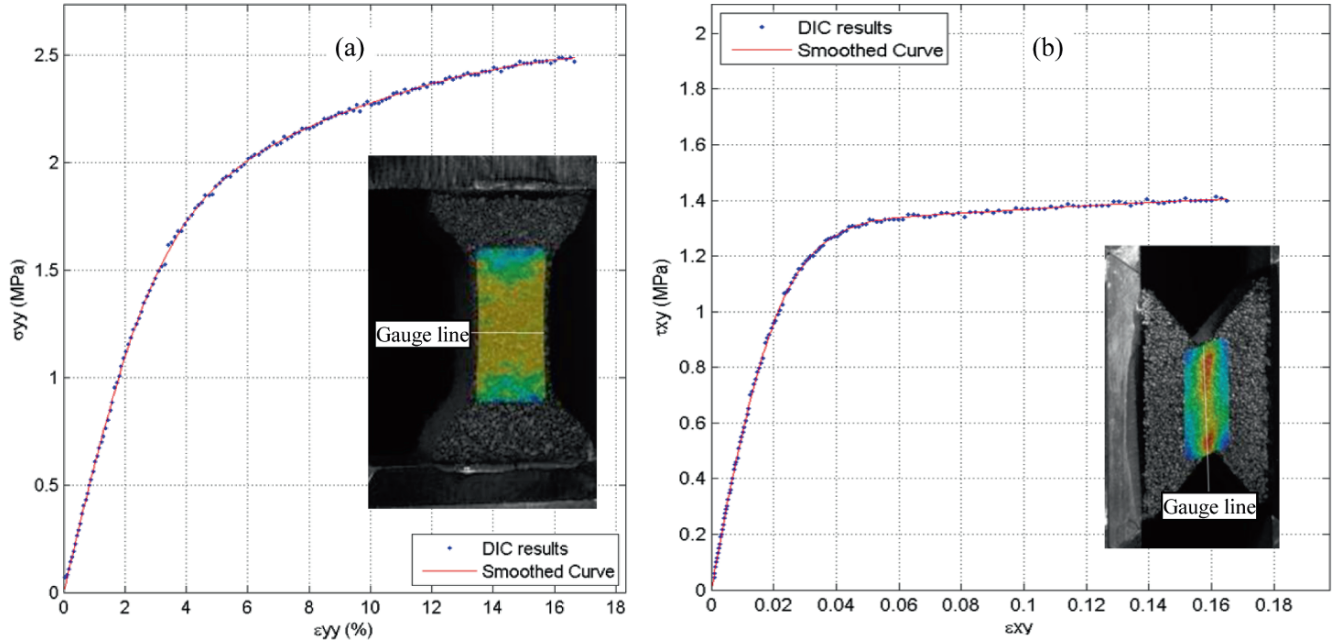 (a)
2.5
2
1.5
1
0.5
0
σyy (MPa)
Gauge line
DIC results
Smoothed Curve
0 2 4 6 8 10 12 14 16 18
εyy (%)
DIC results
Smoothed Curve
(b)
2
1.8
1.6
1.4
1.2
1
0.8
0.6
0.4
0.2
0
τxy (MPa)
Gauge line
0 0.02 0.04 0.06 0.08 0.1 0.12 0.14 0.16 0.18
εxy